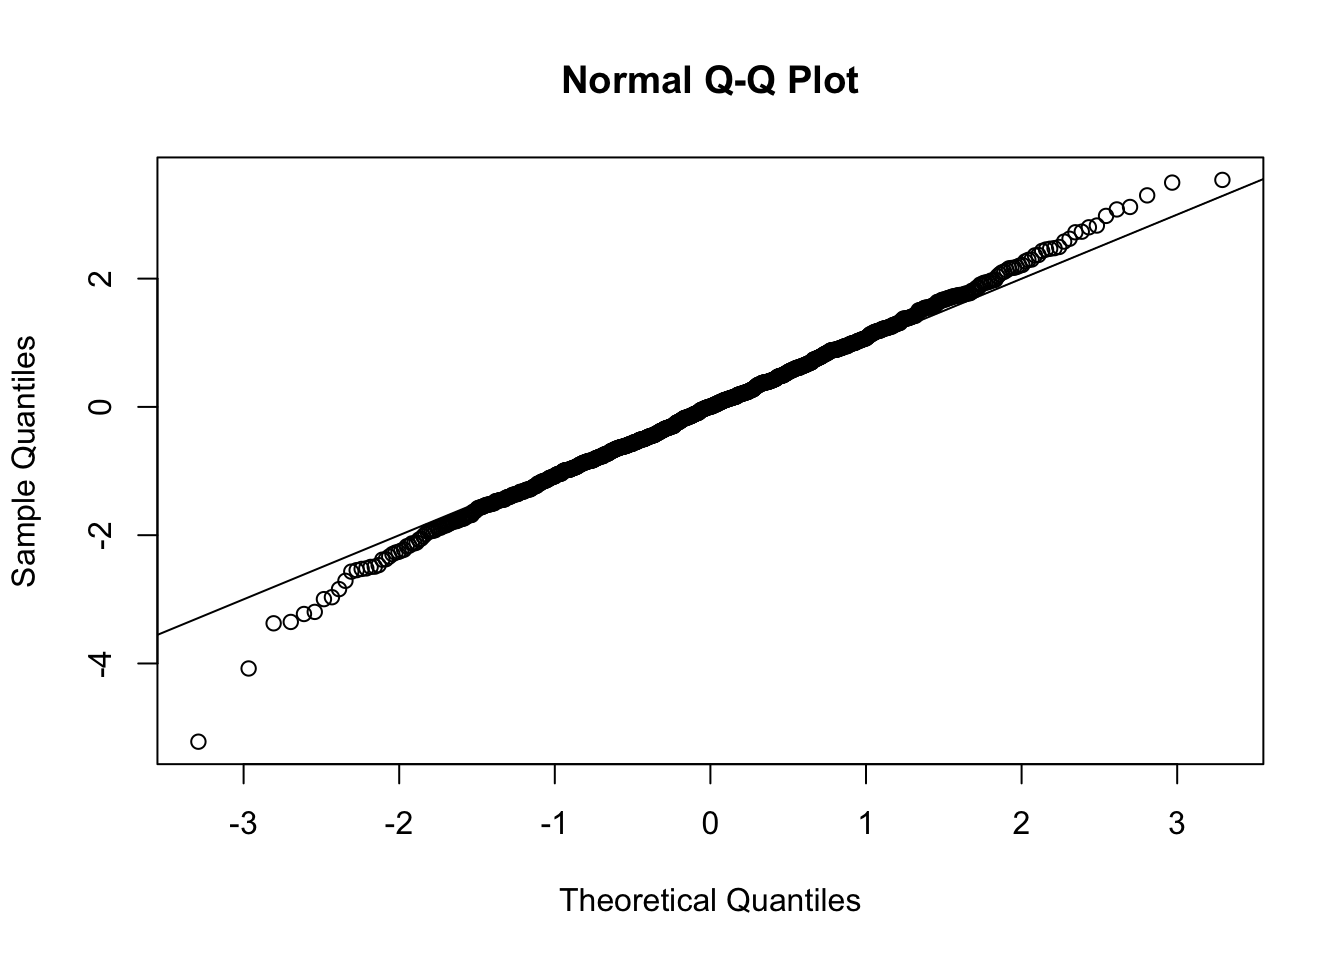 Normal Q-Q Plot
Sample Quantiles
2
0
-2
-4
-3 -2 -1 0 1 2 3
Theoretical Quantiles